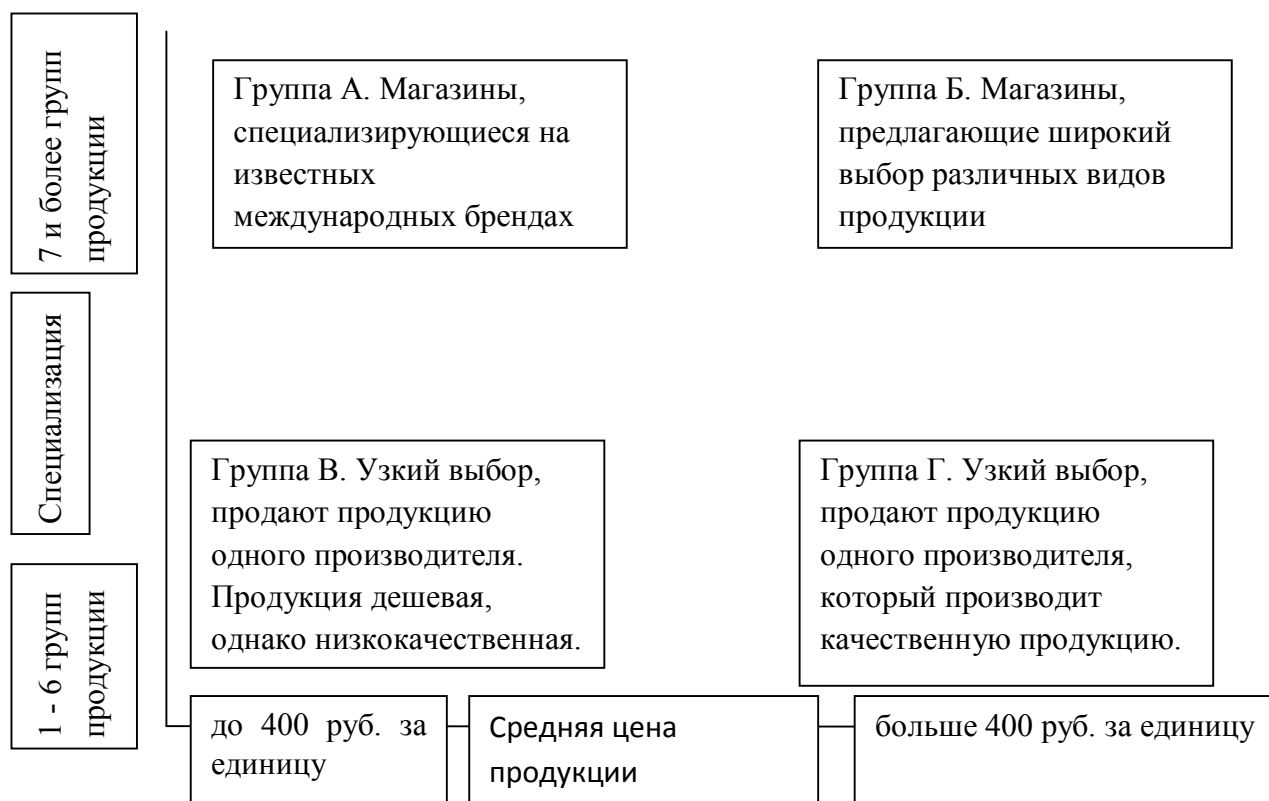 7 и более групп
продукции
Группа А. Магазины,
специализирующиеся на
известных
международных брендах
Группа Б. Магазины,
предлагающие широкий
выбор различных видов
продукции
Специализация
Группа В. Узкий выбор,
продают продукцию
одного производителя.
Продукция дешевая,
однако низкокачественная.
Группа Г. Узкий выбор,
продают продукцию
одного производителя,
который производит
качественную продукцию.
1 - 6 групп
продукции
до 400 руб. за
единицу
Средняя цена
продукции
больше 400 руб. за единицу